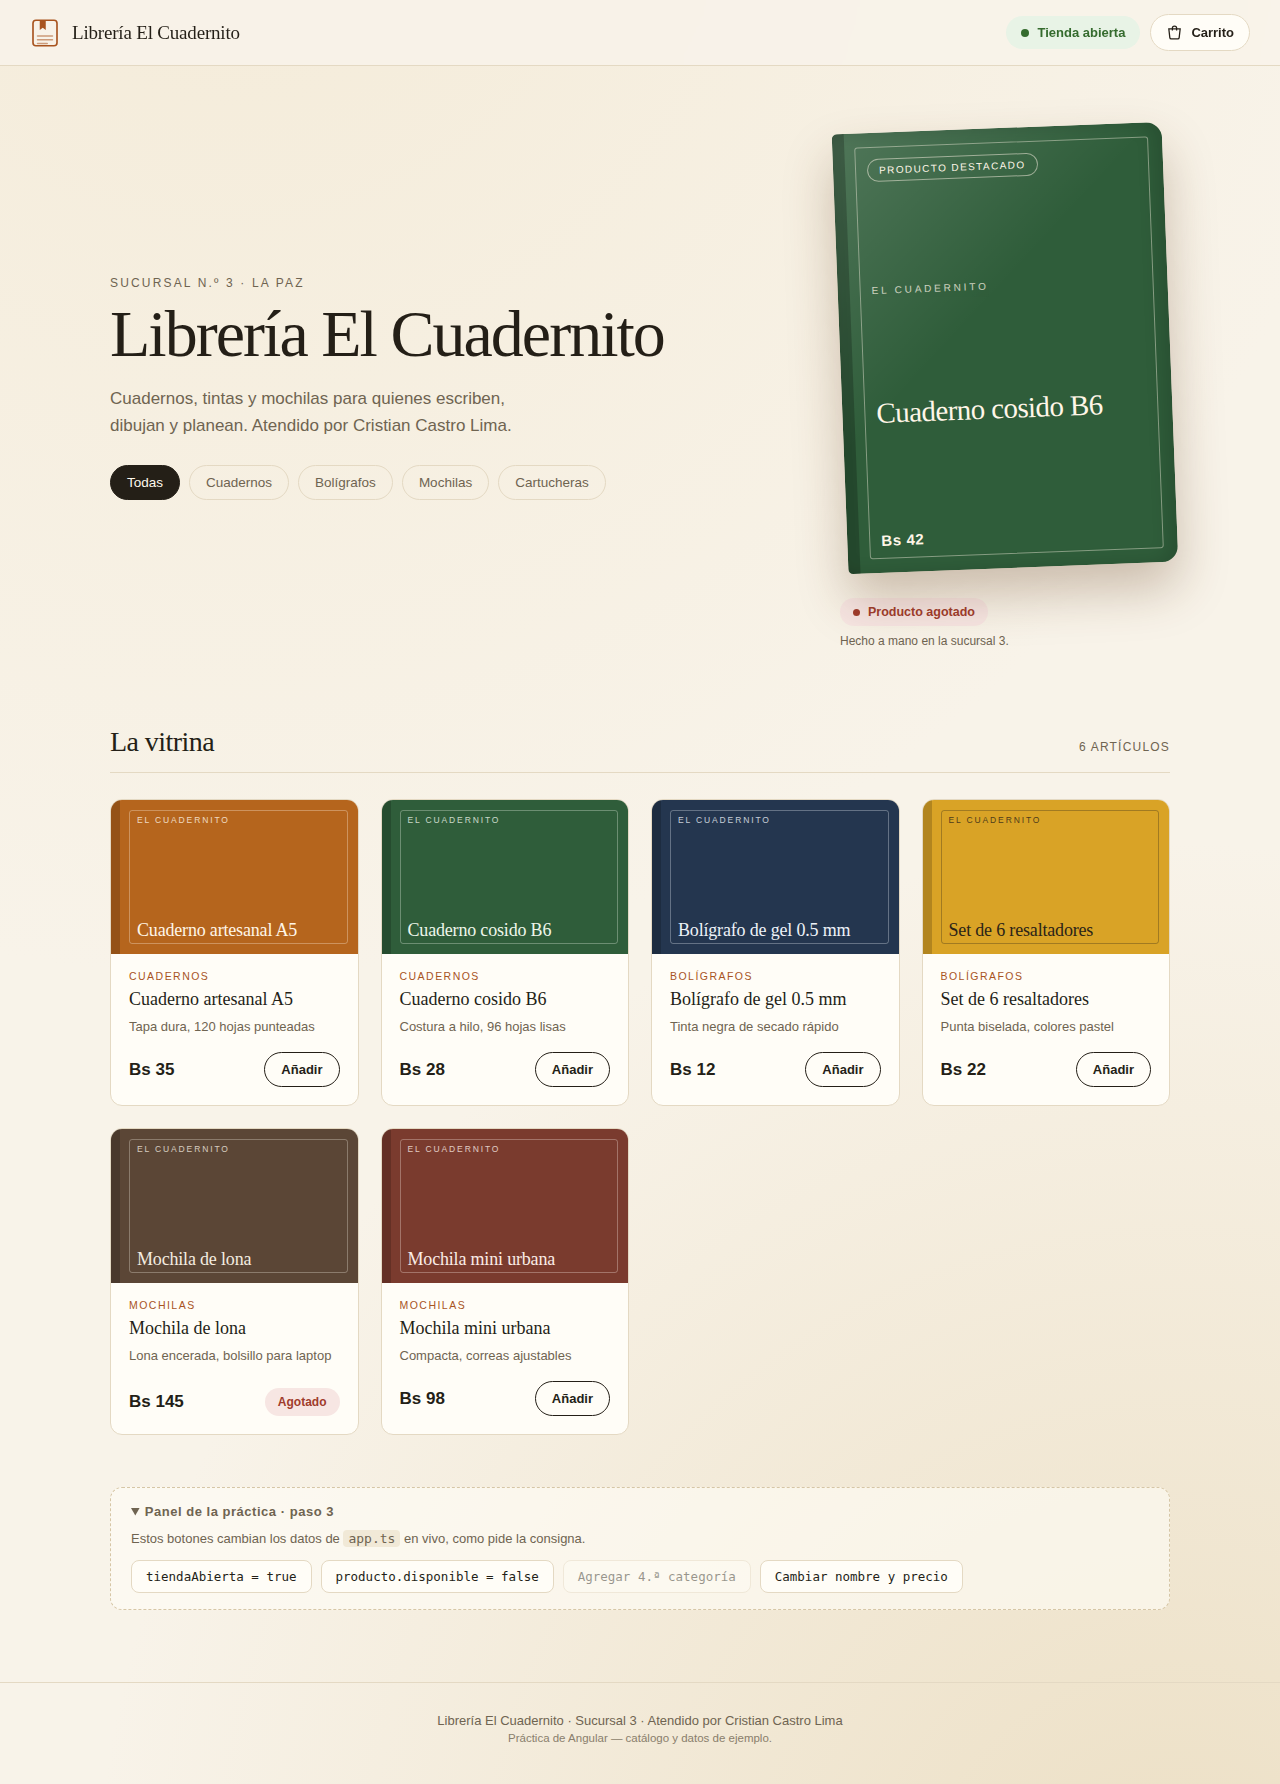 Librería El Cuadernito
Tienda abierta
Carrito
SUCURSAL N.º 3 · LA PAZ
Librería El Cuadernito
Cuadernos, tintas y mochilas para quienes escriben,
dibujan y planean. Atendido por Cristian Castro Lima.
Todas
Cuadernos
Bolígrafos
Mochilas
Cartucheras
PRODUCTO DESTACADO
EL CUADERNITO
Cuaderno cosido B6
Bs 42
Producto agotado
Hecho a mano en la sucursal 3.
La vitrina
6 ARTÍCULOS
EL CUADERNITO
Cuaderno artesanal A5
CUADERNOS
Cuaderno artesanal A5
Tapa dura, 120 hojas punteadas
Bs 35
Añadir
EL CUADERNITO
Cuaderno cosido B6
CUADERNOS
Cuaderno cosido B6
Costura a hilo, 96 hojas lisas
Bs 28
Añadir
EL CUADERNITO
Bolígrafo de gel 0.5 mm
BOLÍGRAFOS
Bolígrafo de gel 0.5 mm
Tinta negra de secado rápido
Bs 12
Añadir
EL CUADERNITO
Set de 6 resaltadores
BOLÍGRAFOS
Set de 6 resaltadores
Punta biselada, colores pastel
Bs 22
Añadir
EL CUADERNITO
Mochila de lona
MOCHILAS
Mochila de lona
Lona encerada, bolsillo para laptop
Bs 145
Agotado
EL CUADERNITO
Mochila mini urbana
MOCHILAS
Mochila mini urbana
Compacta, correas ajustables
Bs 98
Añadir
Panel de la práctica · paso 3
Estos botones cambian los datos de app.ts en vivo, como pide la consigna.
tiendaAbierta = true
producto.disponible = false
Agregar 4.ª categoría
Cambiar nombre y precio
Librería El Cuadernito · Sucursal 3 · Atendido por Cristian Castro Lima
Práctica de Angular — catálogo y datos de ejemplo.